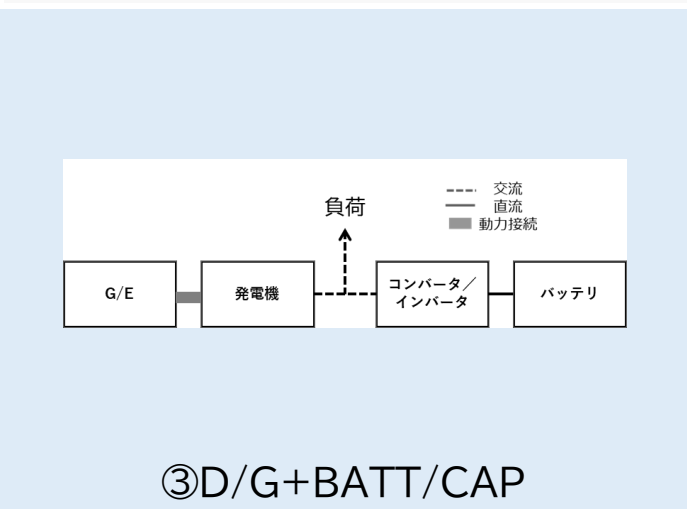 負荷
交流
直流
動力接続
G/E
発電機
コンバータ／
インバータ
バッテリ
③D/G+BATT/CAP